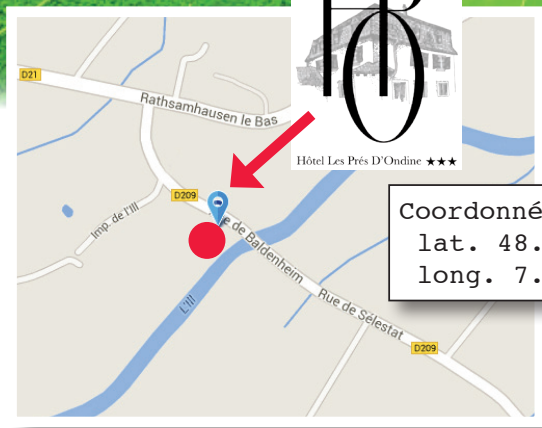 D21
Rathsamhausen le Bas
Hôtel Les Prés D'Ondine ★★★
D209
Imp. de l'Ill
de Baldenheim
L'Ill
Rue de Sélestat
D209
lat. 48.
long. 7.